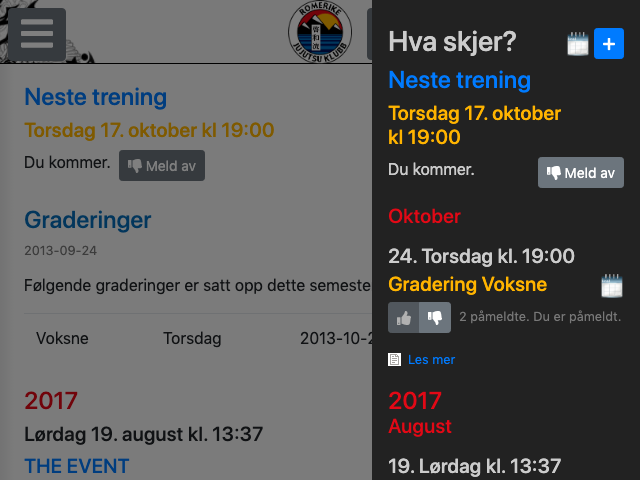 ROMERIKE
JUJUTSU KLUBB
Neste trening
Torsdag 17. oktober kl 19:00
Du kommer.
Meld av
Graderinger
2013-09-24
Følgende graderinger er satt opp dette semeste
Voksne
Torsdag
2013-10-2
2017
Lørdag 19. august kl. 13:37
THE EVENT
Hva skjer?
+
Neste trening
Torsdag 17. oktober
kl 19:00
Du kommer.
Meld av
Oktober
24. Torsdag kl. 19:00
Gradering Voksne
2 påmeldte. Du er påmeldt.
Les mer
2017
August
19. Lørdag kl. 13:37